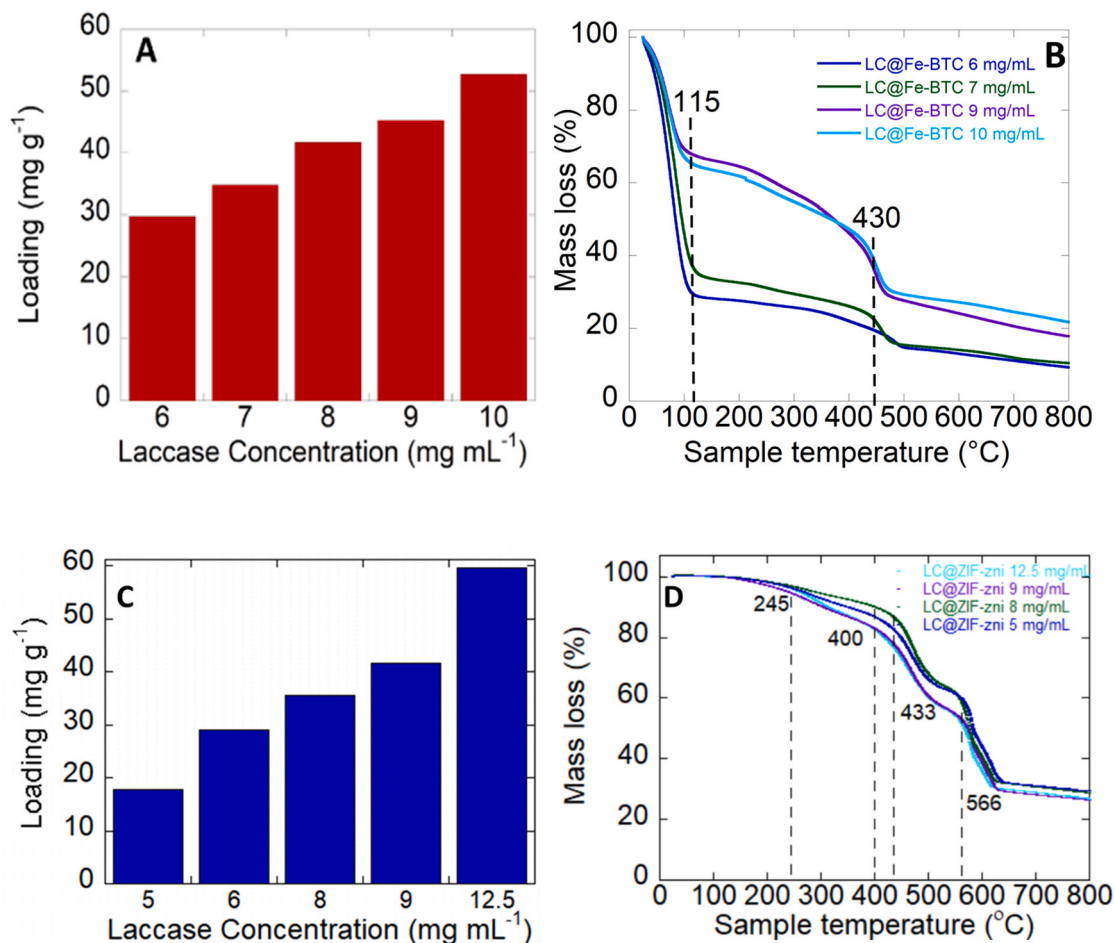 A
Loading (mg g⁻¹)
60
50
40
30
20
10
0
6 7 8 9 10
Laccase Concentration (mg mL⁻¹)
B
LC@Fe-BTC 6 mg/mL
LC@Fe-BTC 7 mg/mL
LC@Fe-BTC 9 mg/mL
LC@Fe-BTC 10 mg/mL
115
430
Mass loss (%)
100
80
60
40
20
0
0 100 200 300 400 500 600 700 800
Sample temperature (°C)
C
Loading (mg g⁻¹)
60
50
40
30
20
10
0
5 6 8 9 12.5
Laccase Concentration (mg mL⁻¹)
D
LC@ZIF-zni 12.5 mg/mL
LC@ZIF-zni 9 mg/mL
LC@ZIF-zni 8 mg/mL
LC@ZIF-zni 5 mg/mL
245
400
433
566
Mass loss (%)
100
80
60
40
20
0
0 100 200 300 400 500 600 700 800
Sample temperature (°C)